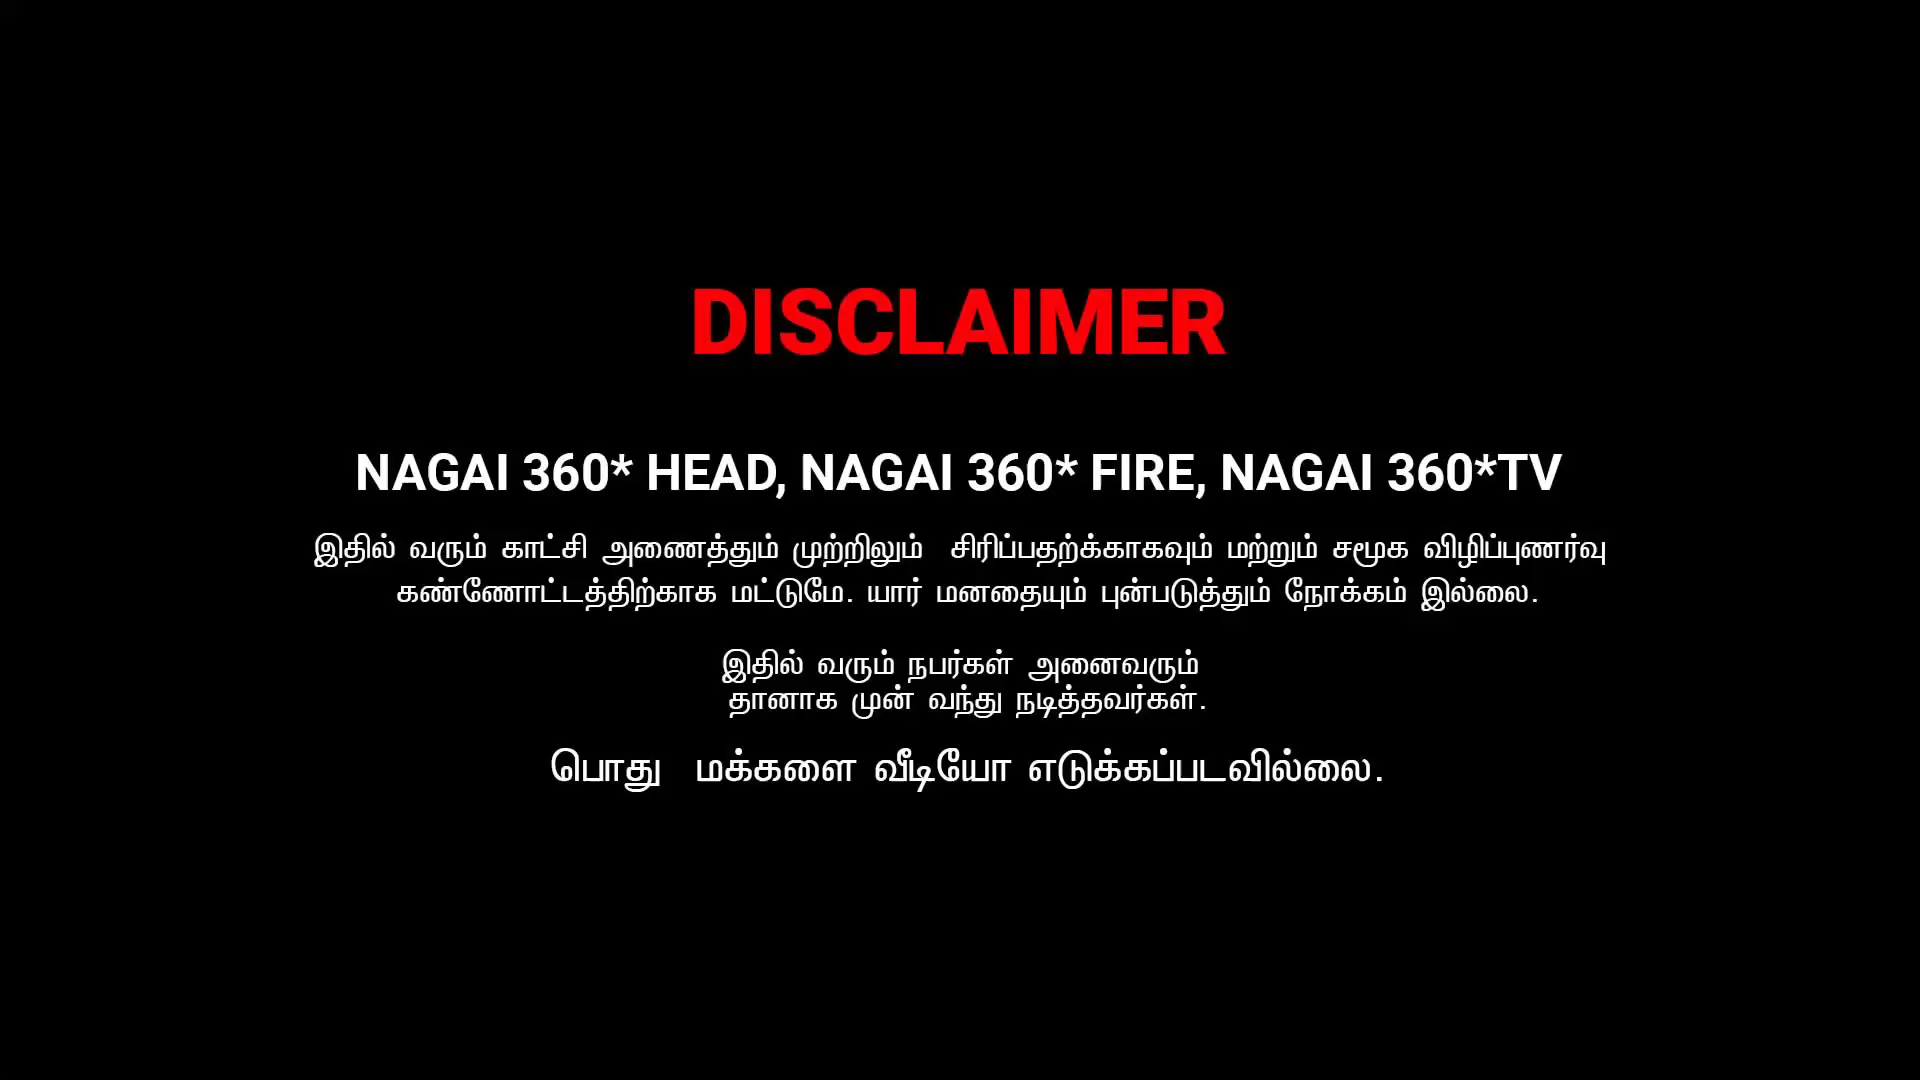 DISCLAIMER
NAGAI 360* HEAD, NAGAI 360* FIRE, NAGAI 360*TV
இதில் வரும் காட்சி அணைத்தும் முற்றிலும் சிரிப்பதற்க்காகவும் மற்றும் சமூக விழிப்புணர்வு
கண்ணோட்டத்திற்காக மட்டுமே. யார் மனதையும் புன்படுத்தும் நோக்கம் இல்லை.
இதில் வரும் நபர்கள் அனைவரும்
தானாக முன் வந்து நடித்தவர்கள்.
பொது மக்களை வீடியோ எடுக்கப்படவில்லை.